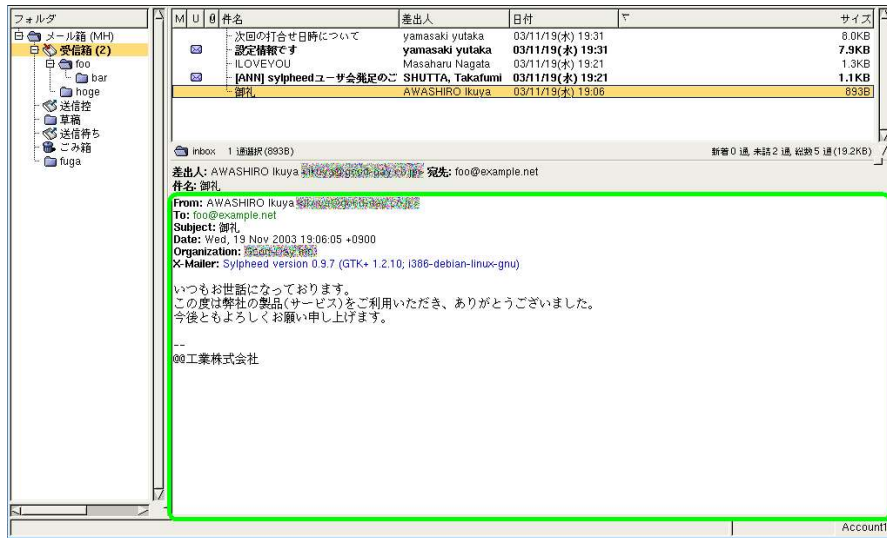 フォルダ
メール箱 (MH)
受信箱 (2)
foo
bar
hoge
送信控
草稿
送信待ち
ごみ箱
fuga
M U 件名 差出人 日付 サイズ
次回の打合せ日時について yamasaki yutaka 03/11/19(水) 19:31 8.0KB
設定情報です yamasaki yutaka 03/11/19(水) 19:31 7.9KB
ILOVEYOU Masaharu Nagata 03/11/19(水) 19:21 1.3KB
[ANN] sylpheedユーザ会発足のご SHUTTA, Takafumi 03/11/19(水) 19:21 1.1KB
御礼 AWASHIRO Ikuya 03/11/19(水) 19:06 893B
inbox 1 通選択(893B) 新着0 通, 未読2 通, 総数5 通(19.2KB)
差出人: AWASHIRO Ikuya 宛先: foo@example.net
件名: 御礼
From: AWASHIRO Ikuya
To: foo@example.net
Subject: 御礼
Date: Wed, 19 Nov 2003 19:06:05 +0900
Organization:
X-Mailer: Sylpheed version 0.9.7 (GTK+ 1.2.10; i386-debian-linux-gnu)
いつもお世話になっております。
この度は弊社の製品(サービス)をご利用いただき、ありがとうございました。
今後ともよろしくお願い申し上げます。
--
@@工業株式会社
Account1